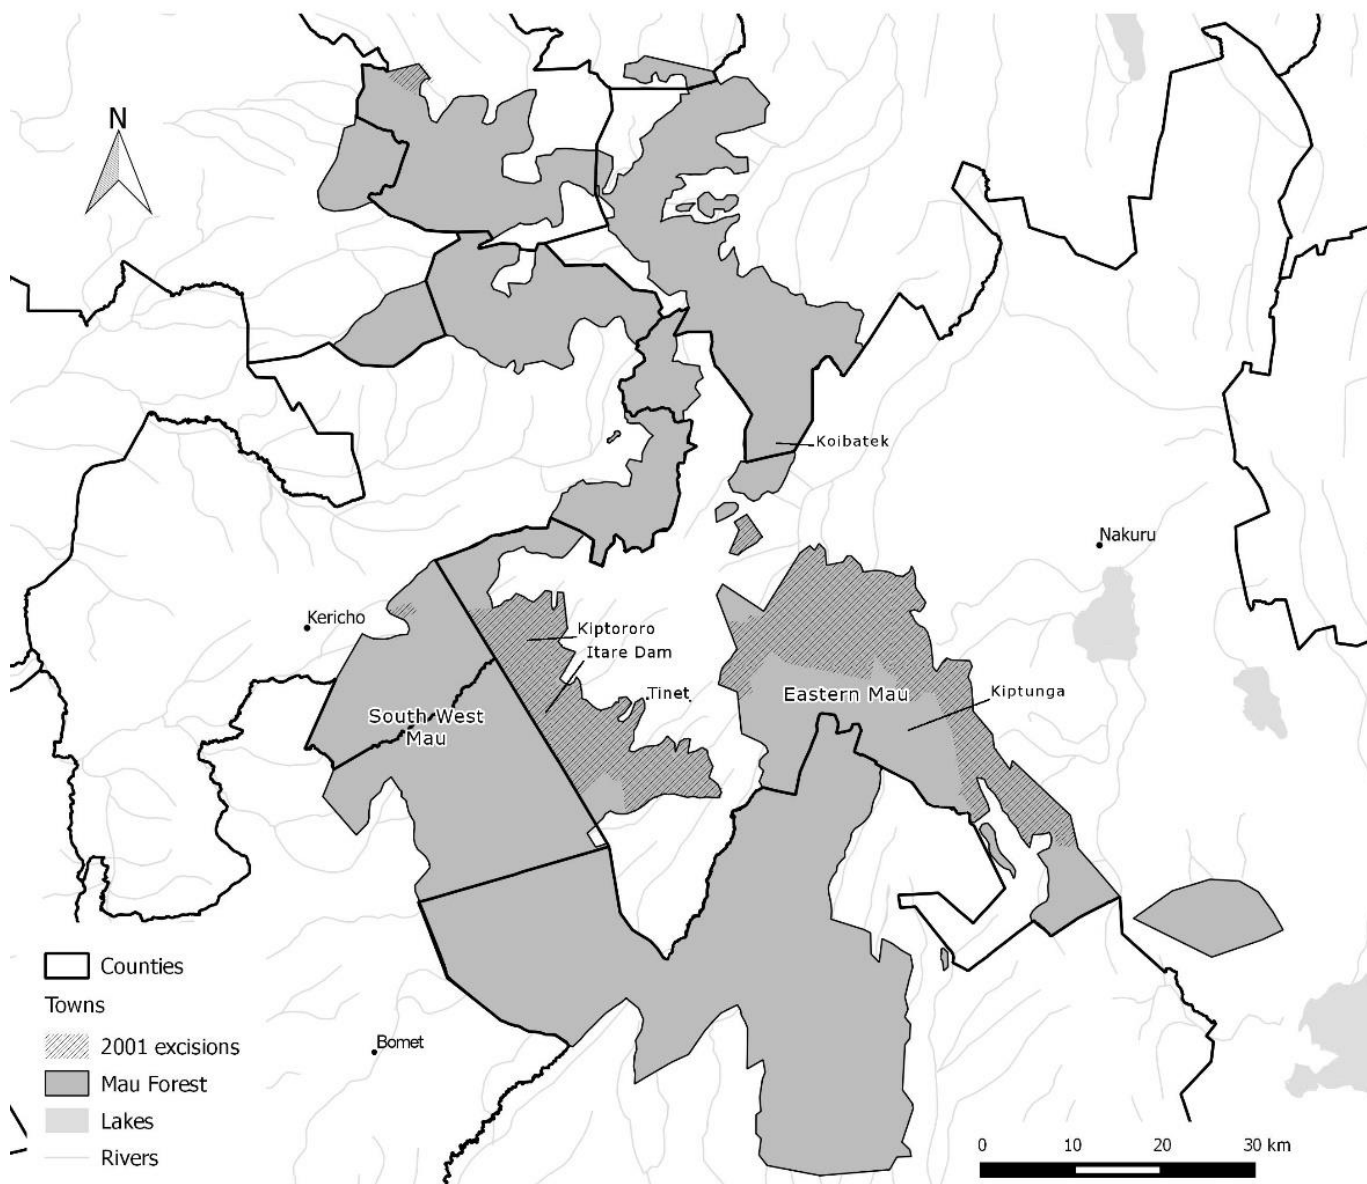 N
Koibatek
Nakuru
Kericho
Kiptororo
Itare Dam
Tinet
Eastern Mau
Kiptunga
South West
Mau
Counties
Towns
2001 excisions
Mau Forest
Lakes
Rivers
Bomet
0 10 20 30 km